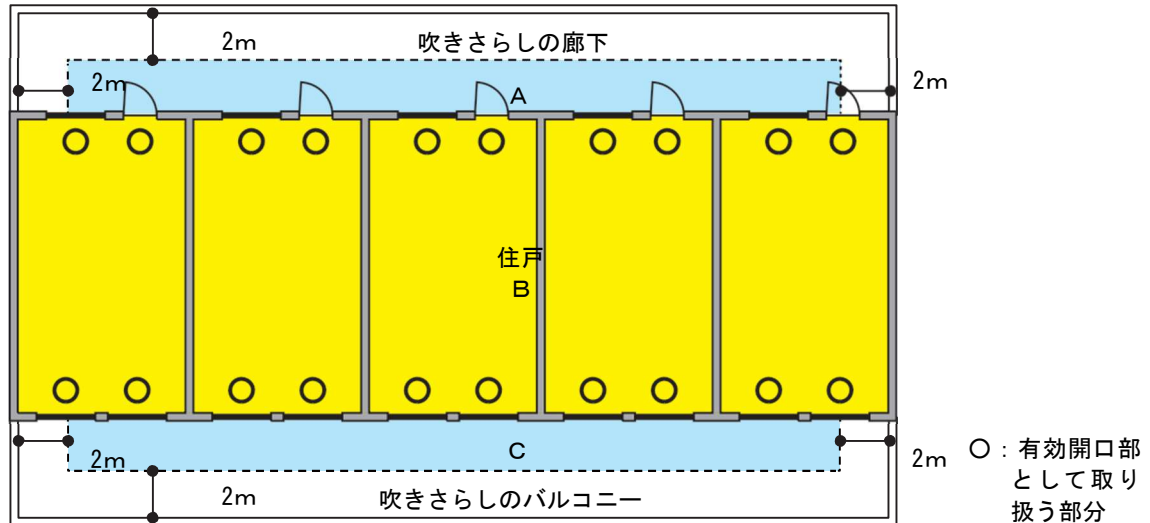 2m
吹きさらしの廊下
2m
2m
A
住戸
B
2m
C
2m
2m
吹きさらしのバルコニー
○：有効開口部
として取り
扱う部分